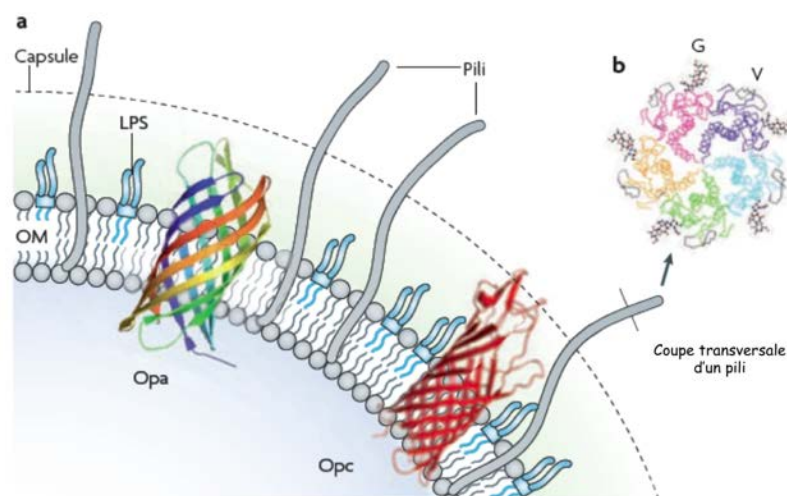 a
Capsule
LPS
Pili
b
G
V
OM
Opa
Opc
Coupe transversale
d'un pili